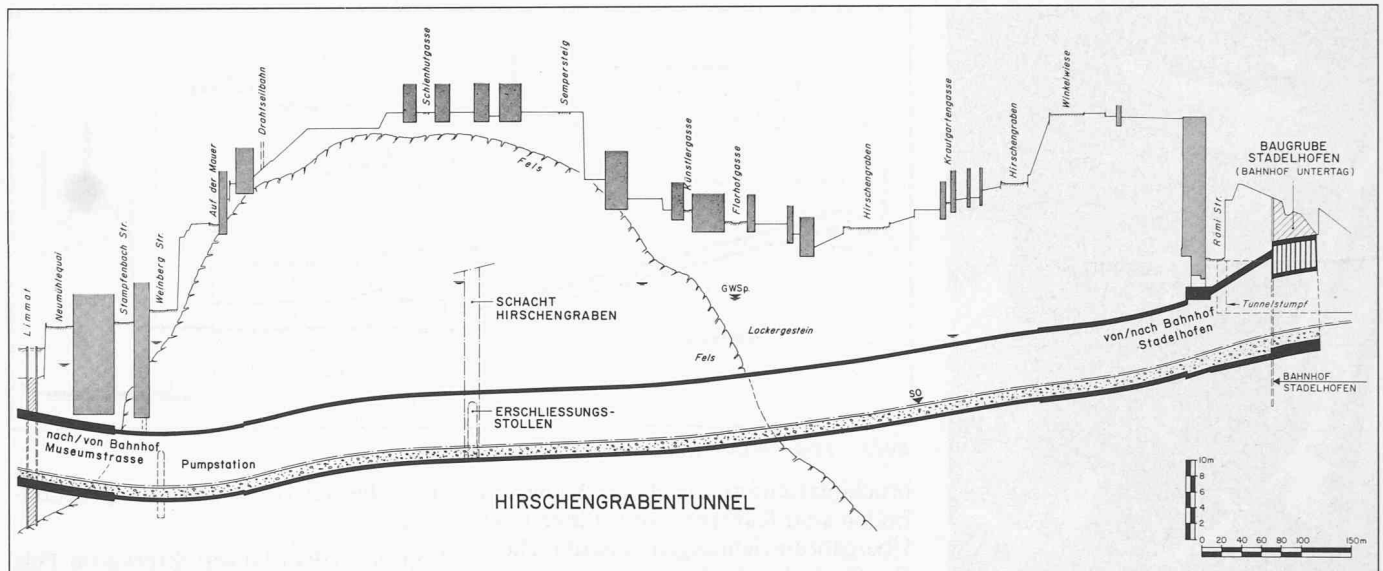 Limmat
Neumühlequai
Stampfenbach Str.
Weinberg Str.
Auf der Mauer
Drahtseilbahn
Schienhutgasse
Sempersteig
Künstlergasse
Florhofgasse
Hirschengraben
Krautgartengasse
Hirschengraben
Winkelwiese
Rämi Str.
BAUGRUBE
STADELHOFEN
(BAHNHOF UNTERTAG)
Fels
GWSp.
Lockergestein
Fels
SCHACHT
HIRSCHENGRABEN
ERSCHLIESSUNGS-
STOLLEN
Tunnelstumpf
von/nach Bahnhof
Stadelhofen
BAHNHOF
STADELHOFEN
SO
nach/von Bahnhof
Museumstrasse
Pumpstation
HIRSCHENGRABENTUNNEL
10m
8
6
4
2
0
0 20 40 60 80 100 150m